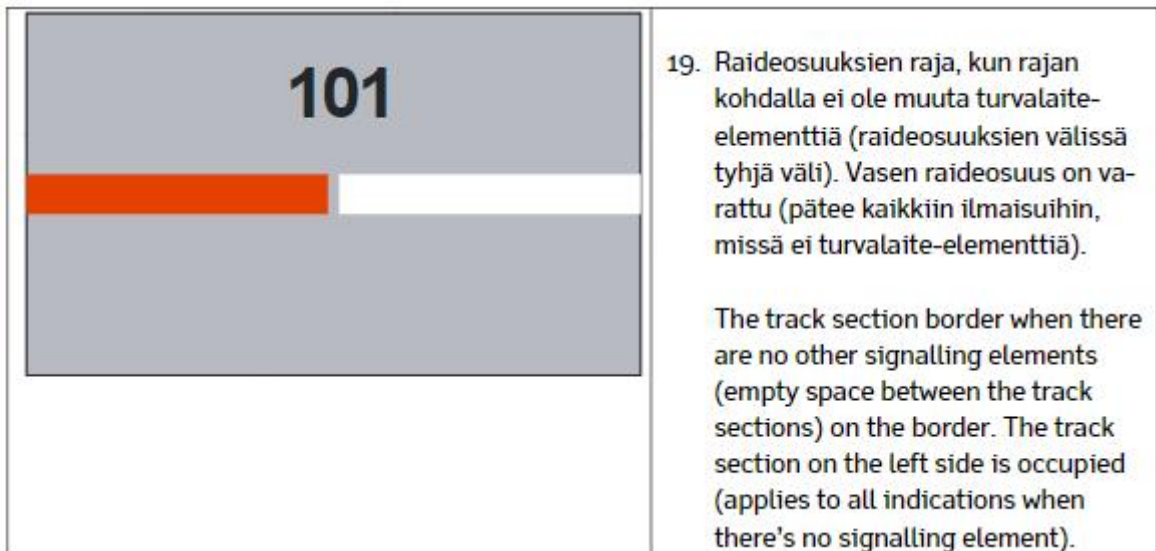 101
19. Raideosuuksien raja, kun rajan
kohdalla ei ole muuta turvalaite-
elementtiä (raideosuuksien välissä
tyhjä väli). Vasen raideosuus on va-
rattu (pätee kaikkiin ilmaisuihin,
missä ei turvalaite-elementtiä).
The track section border when there
are no other signalling elements
(empty space between the track
sections) on the border. The track
section on the left side is occupied
(applies to all indications when
there's no signalling element).